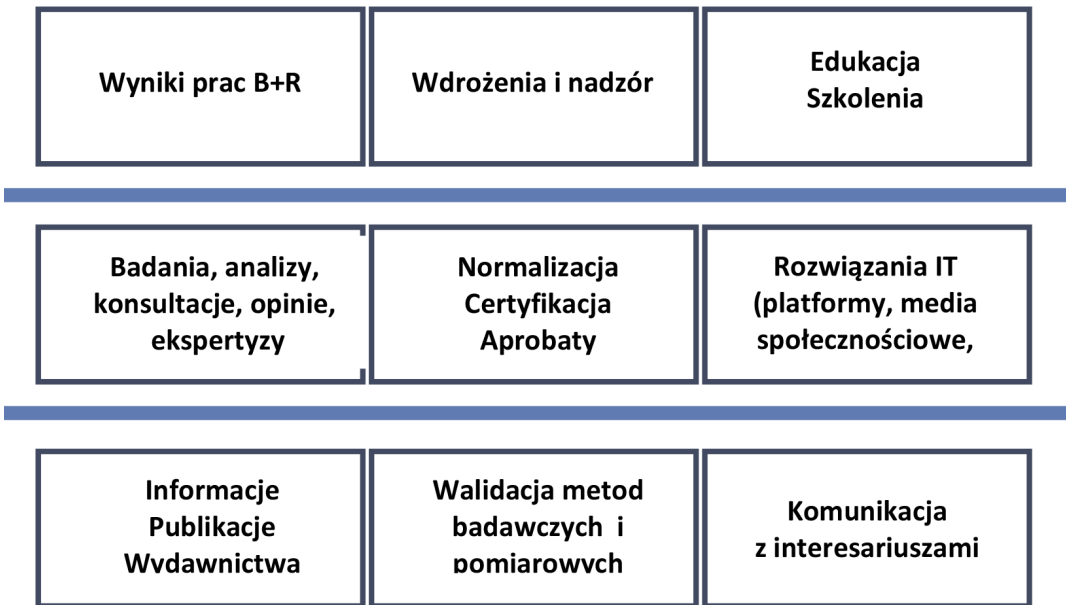 Wyniki prac B+R
Wdrożenia i nadzór
Edukacja
Szkolenia
Badania, analizy,
konsultacje, opinie,
ekspertyzy
Normalizacja
Certyfikacja
Aprobaty
Rozwiązania IT
(platformy, media
społecznościowe,
Informacje
Publikacje
Wydawnictwa
Walidacja metod
badawczych i
pomiarowych
Komunikacja
z interesariuszami